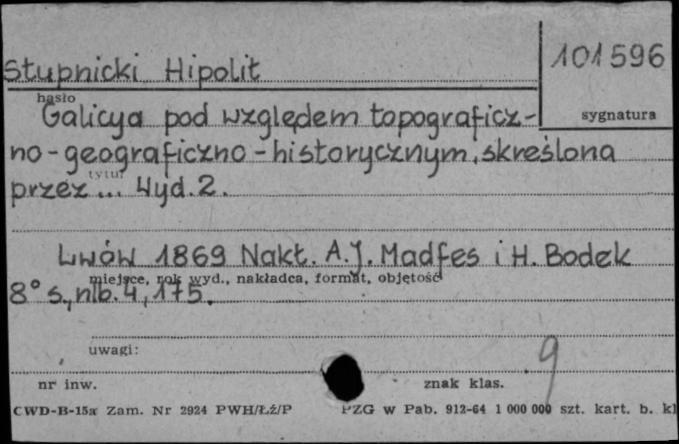 Stupnicki Hipolit
101596
hasło
sygnatura
Galicya pod względem topograficz-
no-geograficzno-historycznym, skreślona
tytuł
przez ... Wyd. 2.
Lwów 1869 Nakł. A.J. Madfes i H. Bodek
miejsce, rok wyd., nakładca, format, objętość
8° s., nlb. 4, 175.
uwagi:
9
nr inw.
znak klas.
CWD-B-15a Zam. Nr 2924 PWH/Łź/P PZG w Pab. 912-64 1 000 000 szt. kart. b. kl